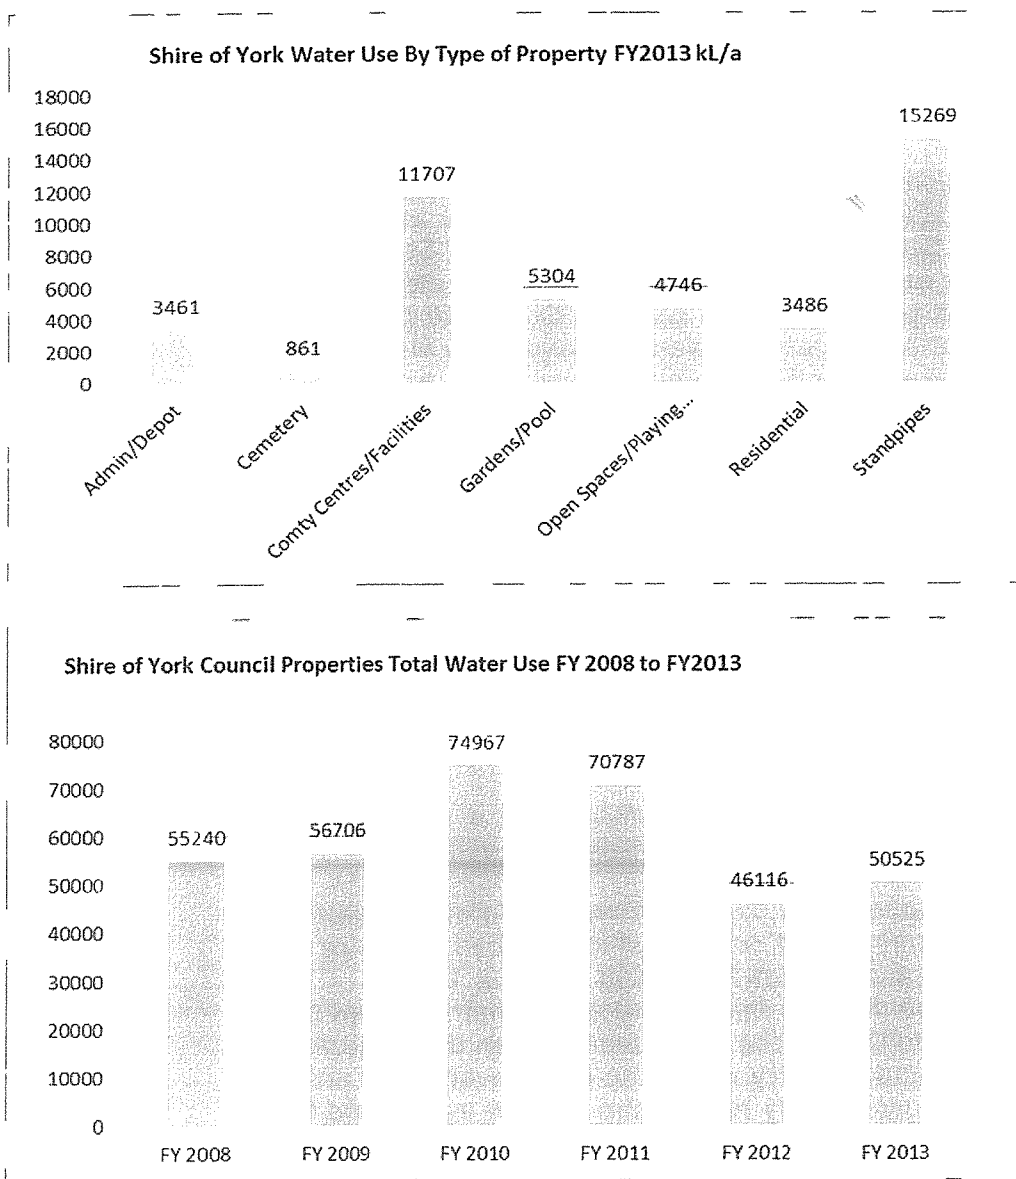 Shire of York Water Use By Type of Property FY2013 kL/a
18000
16000
14000
12000
10000
8000
6000
4000
2000
0
3461
861
11707
5304
4746
3486
15269
Admin/Depot
Cemetery
Comty Centres/Facilities
Gardens/Pool
Open Spaces/Playing...
Residential
Standpipes
Shire of York Council Properties Total Water Use FY 2008 to FY2013
80000
70000
60000
50000
40000
30000
20000
10000
0
55240
56706
74967
70787
46116
50525
FY 2008
FY 2009
FY 2010
FY 2011
FY 2012
FY 2013